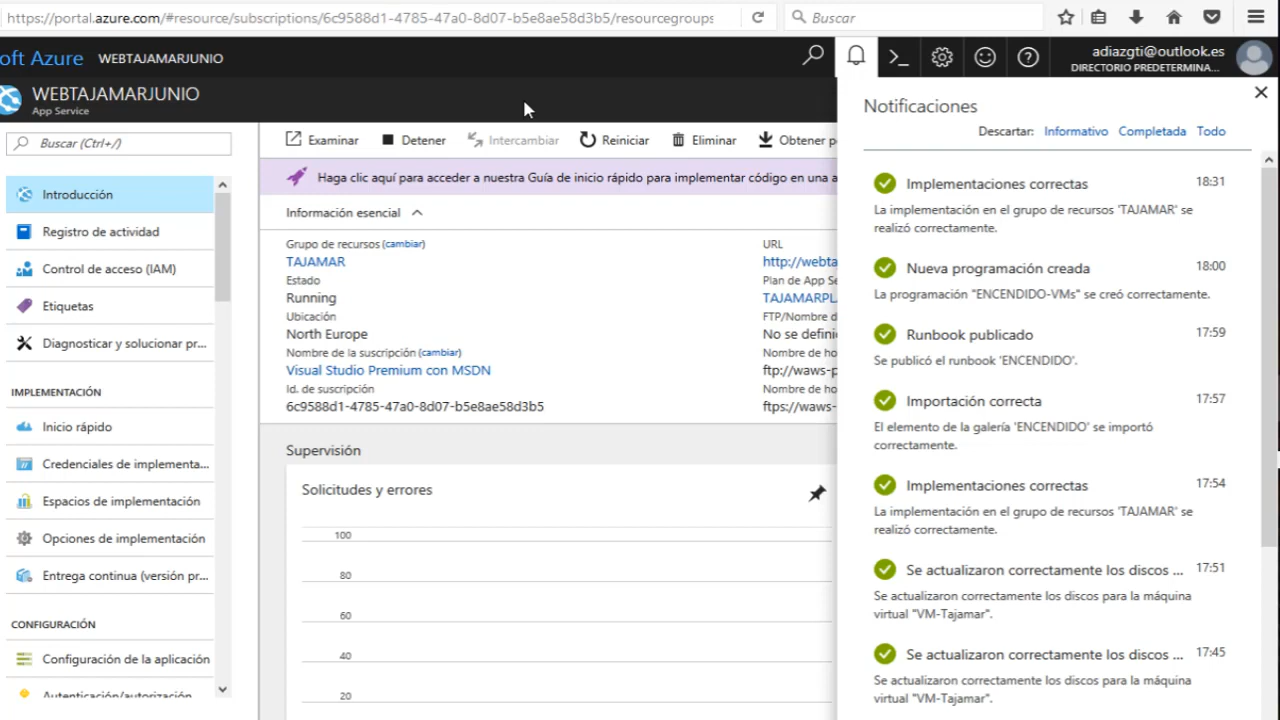 https://portal.azure.com/#resource/subscriptions/6c9588d1-4785-47a0-8d07-b5e8ae58d3b5/resourcegroups
Buscar
oft Azure WEBTAJAMARJUNIO
adiazgti@outlook.es
DIRECTORIO PREDETERMINA...
WEBTAJAMARJUNIO
App Service
Buscar (Ctrl+/)
Introducción
Registro de actividad
Control de acceso (IAM)
Etiquetas
Diagnosticar y solucionar pr...
IMPLEMENTACIÓN
Inicio rápido
Credenciales de implementa...
Espacios de implementación
Opciones de implementación
Entrega continua (versión pr...
CONFIGURACIÓN
Configuración de la aplicación
Autenticación/autorización
Examinar Detener Intercambiar Reiniciar Eliminar Obtener p
Haga clic aquí para acceder a nuestra Guía de inicio rápido para implementar código en una a
Información esencial
Grupo de recursos (cambiar)
TAJAMAR
Estado
Running
Ubicación
North Europe
Nombre de la suscripción (cambiar)
Visual Studio Premium con MSDN
Id. de suscripción
6c9588d1-4785-47a0-8d07-b5e8ae58d3b5
URL
http://webta
Plan de App Se
TAJAMARPL
FTP/Nombre d
No se defini
Nombre de ho
ftp://waws-p
Nombre de ho
ftps://waws-
Supervisión
Solicitudes y errores
100
80
60
40
20
Notificaciones
Descartar: Informativo Completada Todo
Implementaciones correctas 18:31
La implementación en el grupo de recursos 'TAJAMAR' se
realizó correctamente.
Nueva programación creada 18:00
La programación "ENCENDIDO-VMs" se creó correctamente.
Runbook publicado 17:59
Se publicó el runbook 'ENCENDIDO'.
Importación correcta 17:57
El elemento de la galería 'ENCENDIDO' se importó
correctamente.
Implementaciones correctas 17:54
La implementación en el grupo de recursos 'TAJAMAR' se
realizó correctamente.
Se actualizaron correctamente los discos ... 17:51
Se actualizaron correctamente los discos para la máquina
virtual "VM-Tajamar".
Se actualizaron correctamente los discos ... 17:45
Se actualizaron correctamente los discos para la máquina
virtual "VM-Tajamar".